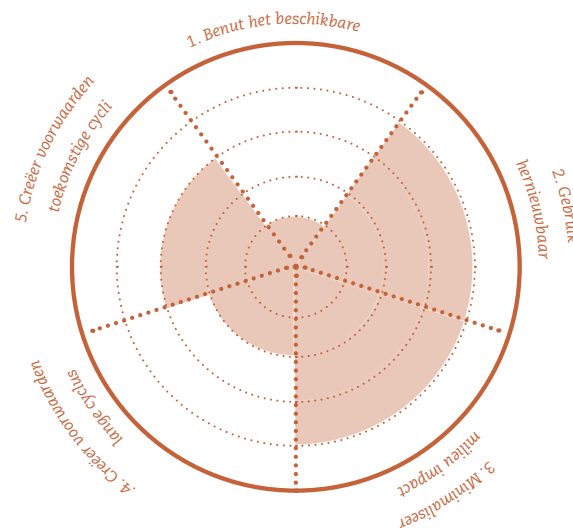 1. Benut het beschikbare
2. Gebruik
hernieuwbaar
3. Minimaliseer
milieu impact
4. Creëer voorwaarden
lange cyclus
5. Creëer voorwaarden
toekomstige cycli